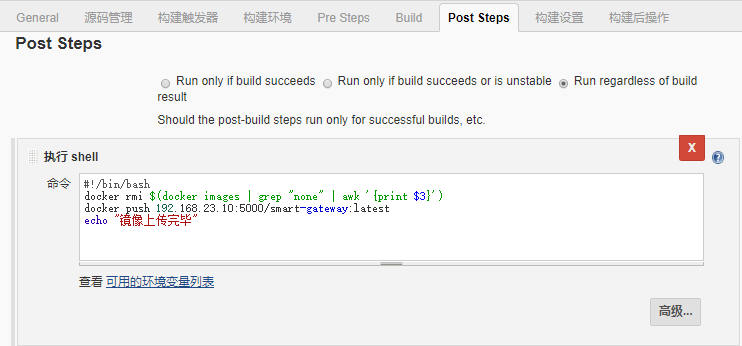 General 源码管理 构建触发器 构建环境 Pre Steps Build Post Steps 构建设置 构建后操作
Post Steps
Run only if build succeeds Run only if build succeeds or is unstable Run regardless of build
result
Should the post-build steps run only for successful builds, etc.
X
执行 shell
命令
#!/bin/bash
docker rmi $(docker images | grep "none" | awk '{print $3}')
docker push 192.168.23.10:5000/smart-gateway:latest
echo "镜像上传完毕"
查看 可用的环境变量列表
高级...